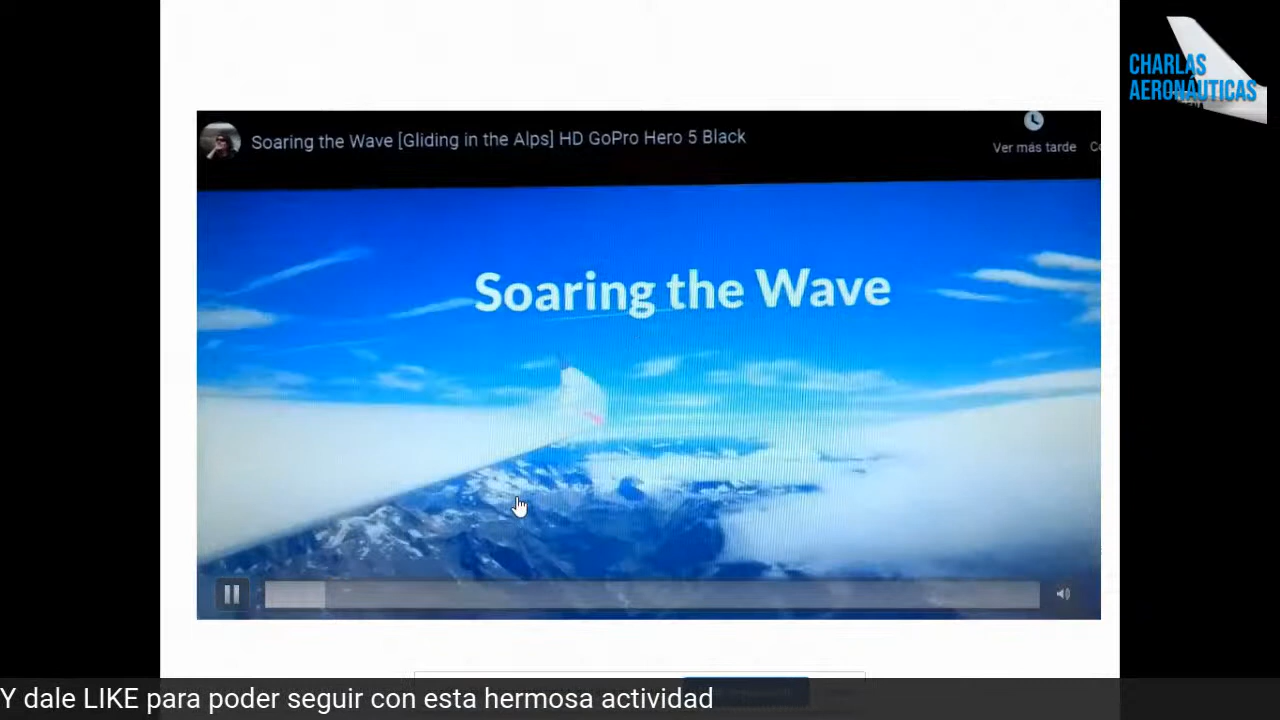 CHARLAS
AERONÁUTICAS
Soaring the Wave [Gliding in the Alps] HD GoPro Hero 5 Black
Ver más tarde
Soaring the Wave
Y dale LIKE para poder seguir con esta hermosa actividad